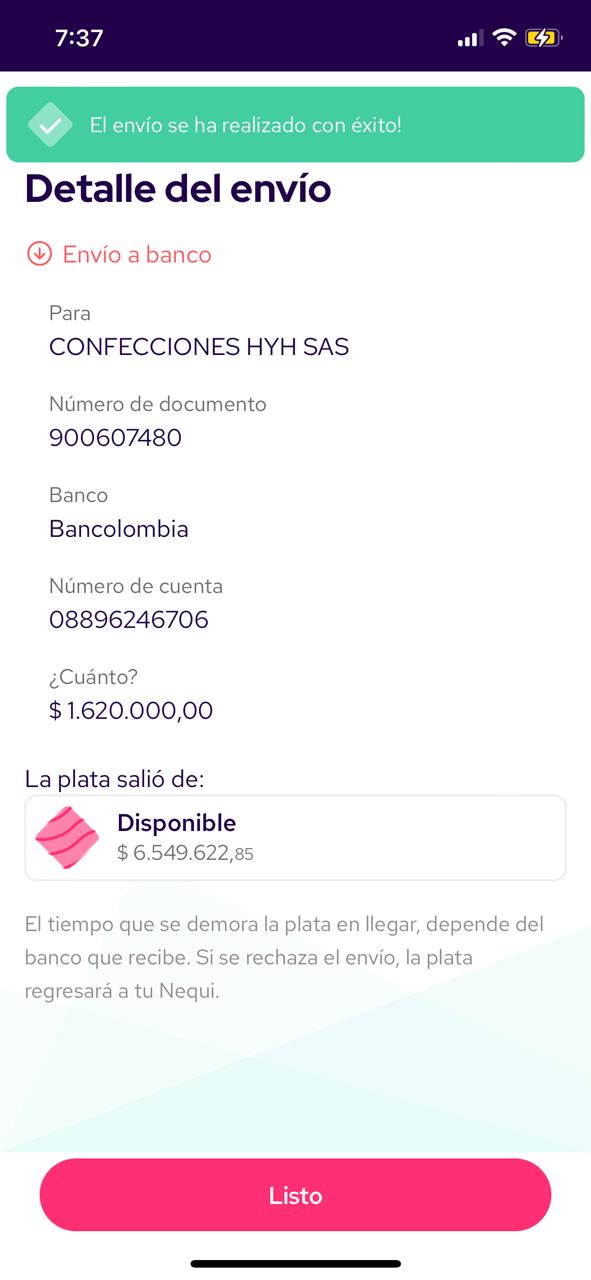 7:37
El envío se ha realizado con éxito!
Detalle del envío
Envío a banco
Para
CONFECCIONES HYH SAS
Número de documento
900607480
Banco
Bancolombia
Número de cuenta
08896246706
¿Cuánto?
$ 1.620.000,00
La plata salió de:
Disponible
$ 6.549.622,85
El tiempo que se demora la plata en llegar, depende del
banco que recibe. Si se rechaza el envío, la plata
regresará a tu Nequi.
Listo